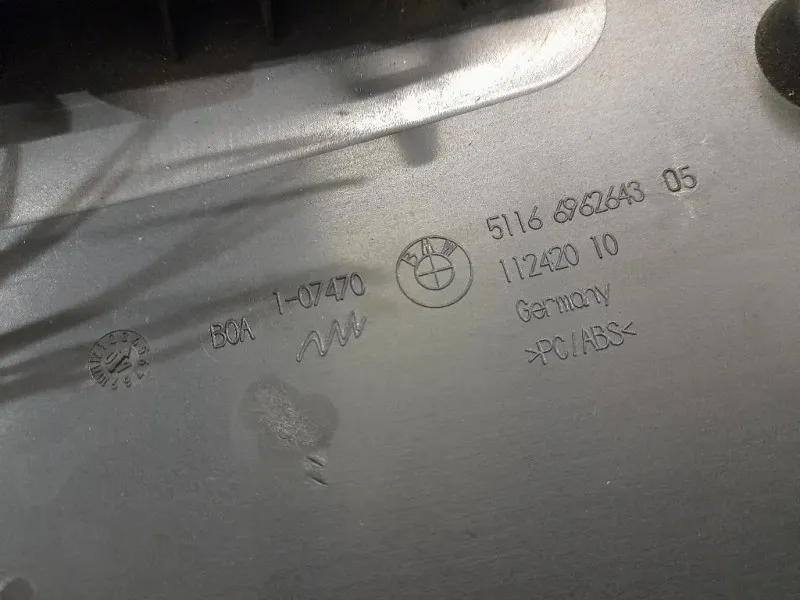 5116 6962643 05
BMW
112420 10
BOA 1-07470
Germany
>PC/ABS<